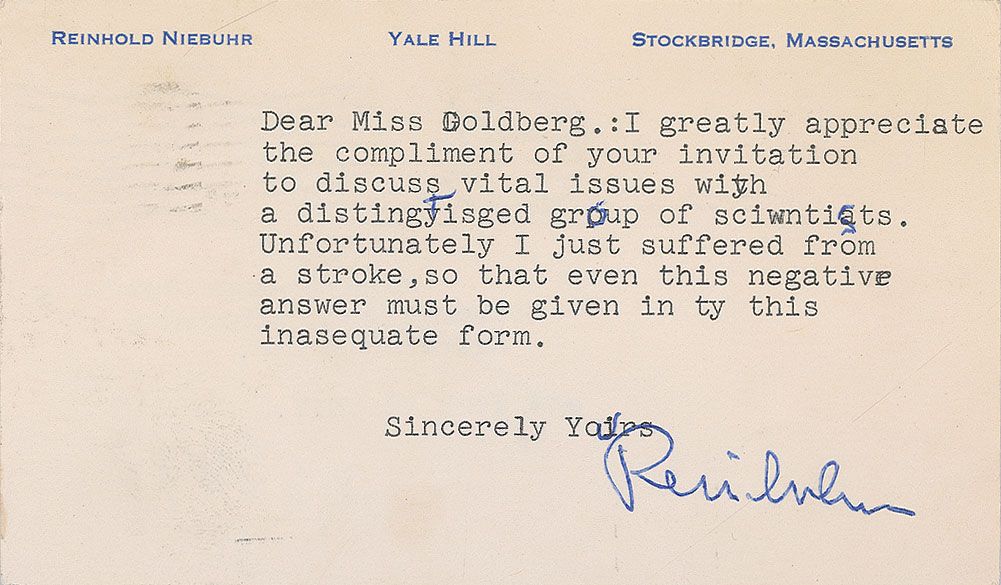 REINHOLD NIEBUHR YALE HILL STOCKBRIDGE, MASSACHUSETTS
Dear Miss Goldberg.:I greatly appreciate
the compliment of your invitation
to discuss vital issues with
a distingyisged group of sciwntists.
Unfortunately I just suffered from
a stroke,so that even this negative
answer must be given in ty this
inasequate form.
Sincerely Yours